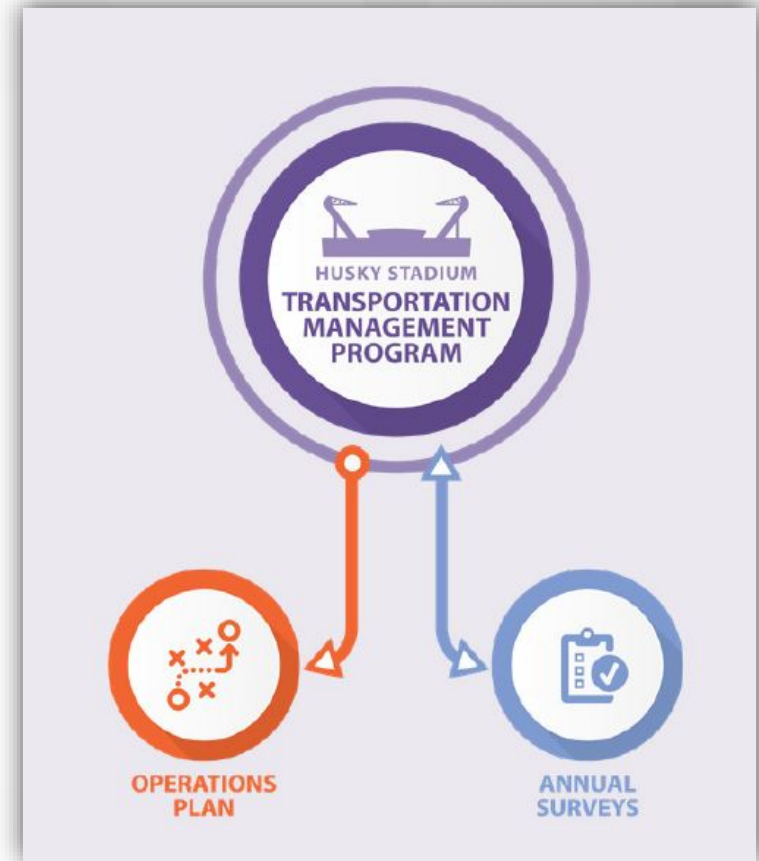 HUSKY STADIUM
TRANSPORTATION
MANAGEMENT
PROGRAM
OPERATIONS
PLAN
ANNUAL
SURVEYS